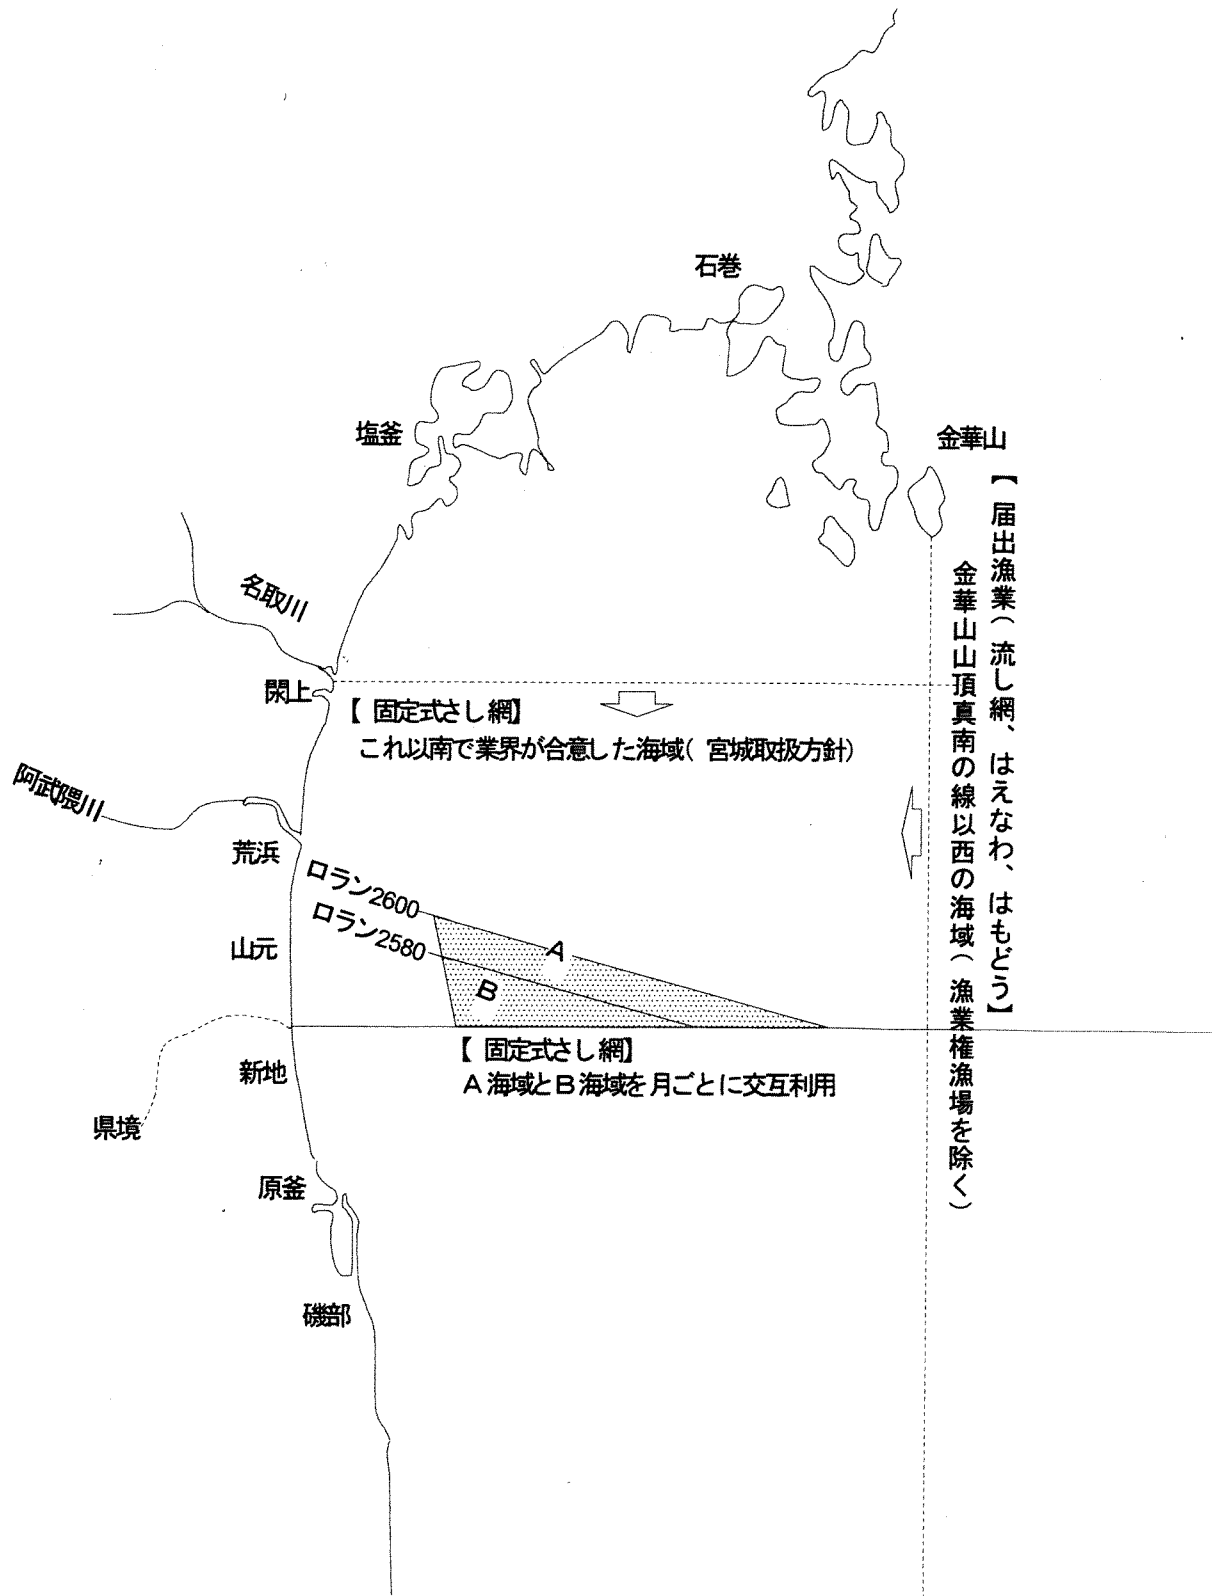 石巻
塩釜
金華山
【届出漁業(流し網、はえなわ、はもどう】
金華山山頂真南の線以西の海域(漁業権漁場を除く)
名取川
閖上
【固定式さし網】
これ以南で業界が合意した海域(宮城取扱方針)
阿武隈川
荒浜
ロラン2600
ロラン2580
A
山元
B
【固定式さし網】
A海域とB海域を月ごとに交互利用
新地
県境
原釜
磯部